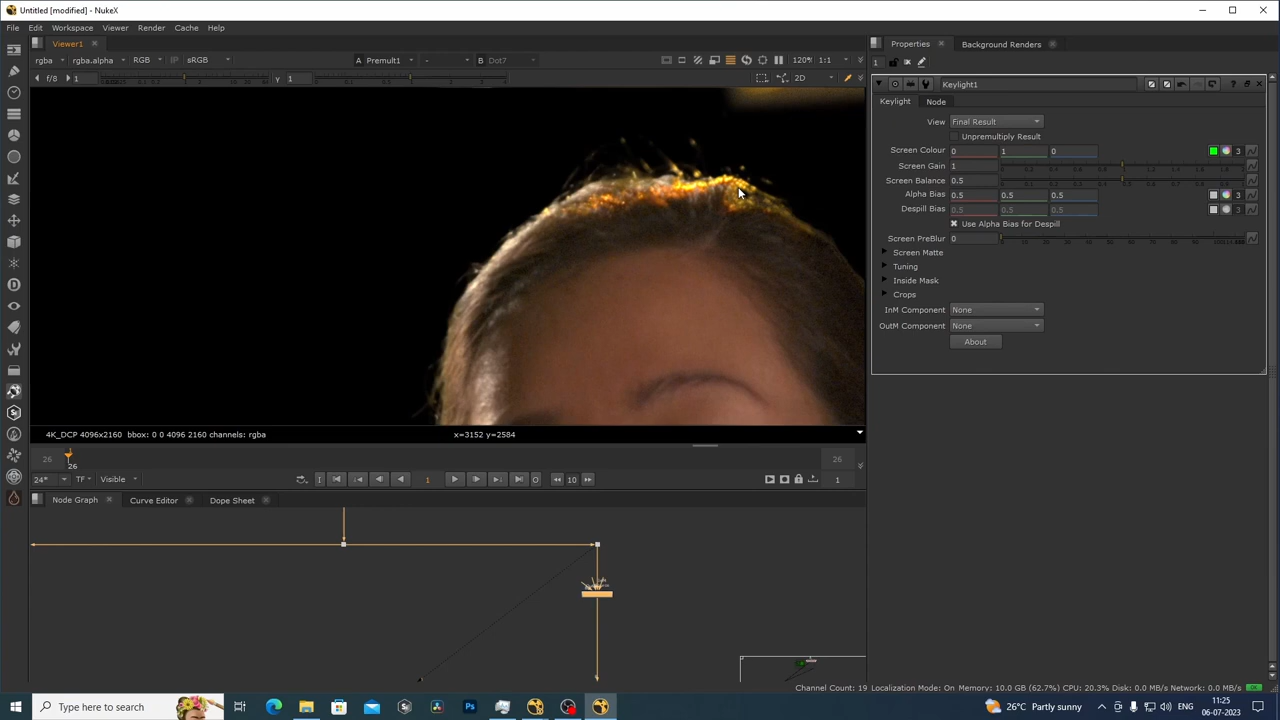 Untitled [modified] - NukeX
File Edit Workspace Viewer Render Cache Help
Viewer1
Properties
Background Renders
rgba rgba.alpha RGB IP sRGB A Premult1 - B Dot7 120% 1:1
1
f/8 1 Y 1 2D
Keylight1
Keylight Node
View Final Result
Unpremultiply Result
Screen Colour 0 1 0 3
Screen Gain 1
Screen Balance 0.5
Alpha Bias 0.5 0.5 0.5 3
Despill Bias 0.5 0.5 0.5 3
Use Alpha Bias for Despill
Screen PreBlur 0
Screen Matte
Tuning
Inside Mask
Crops
InM Component None
OutM Component None
About
4K_DCP 4096x2160 bbox: 0 0 4096 2160 channels: rgba x=3152 y=2584
26 26 26
24* TF Visible 1 10 1
Node Graph Curve Editor Dope Sheet
Channel Count: 19 Localization Mode: On Memory: 10.0 GB (62.7%) CPU: 20.3% Disk: 0.0 MB/s Network: 0.0 MB/s
Type here to search
26°C Partly sunny
ENG
11:25
06-07-2023